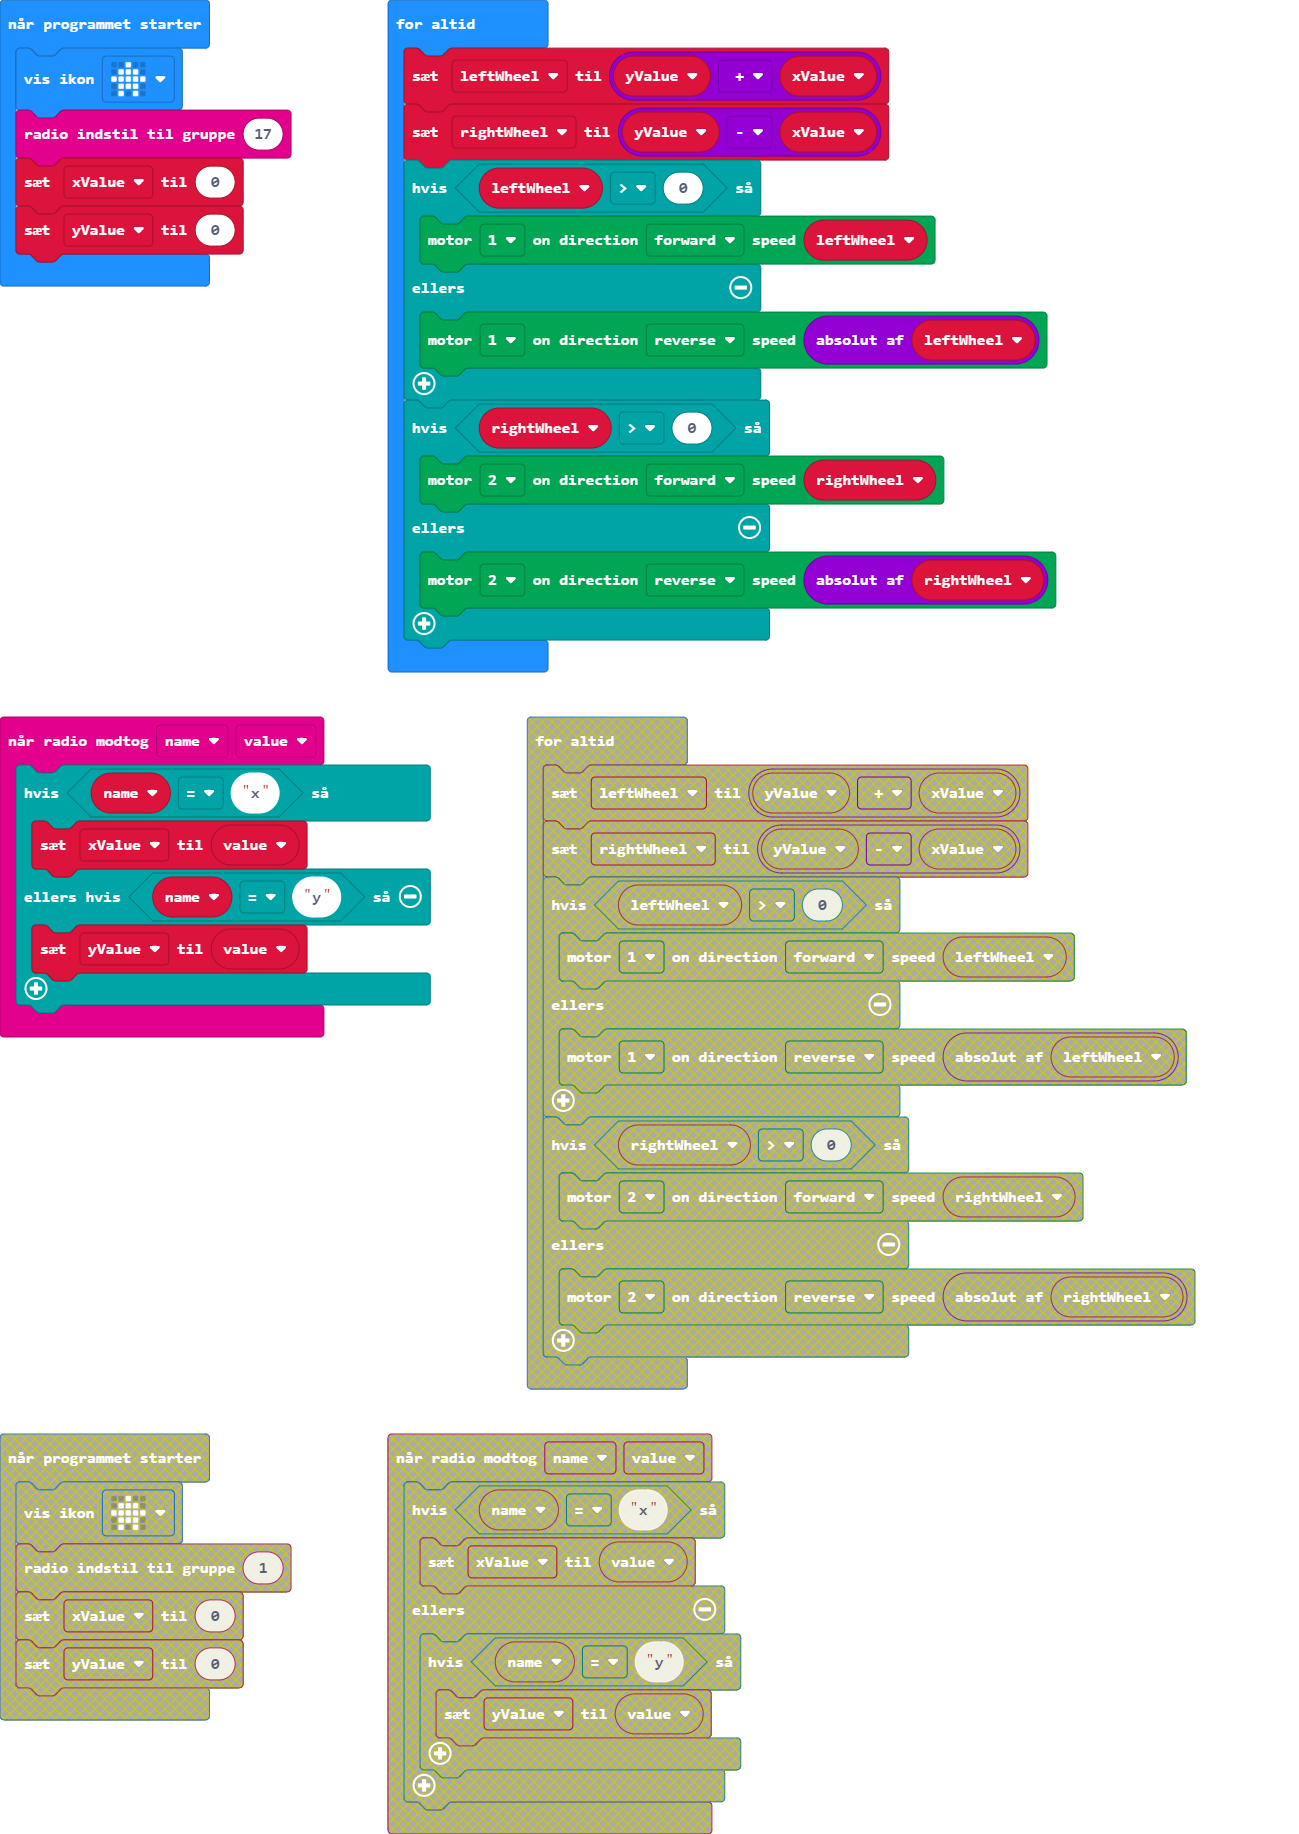 når programmet starter
vis ikon
radio indstil til gruppe 17
sæt xValue til 0
sæt yValue til 0
for altid
sæt leftWheel til yValue + xValue
sæt rightWheel til yValue - xValue
hvis leftWheel > 0 så
motor 1 on direction forward speed leftWheel
ellers
motor 1 on direction reverse speed absolut af leftWheel
hvis rightWheel > 0 så
motor 2 on direction forward speed rightWheel
ellers
motor 2 on direction reverse speed absolut af rightWheel
når radio modtog name value
hvis name = "x" så
sæt xValue til value
ellers hvis name = "y" så
sæt yValue til value
for altid
sæt leftWheel til yValue + xValue
sæt rightWheel til yValue - xValue
hvis leftWheel > 0 så
motor 1 on direction forward speed leftWheel
ellers
motor 1 on direction reverse speed absolut af leftWheel
hvis rightWheel > 0 så
motor 2 on direction forward speed rightWheel
ellers
motor 2 on direction reverse speed absolut af rightWheel
når programmet starter
vis ikon
radio indstil til gruppe 1
sæt xValue til 0
sæt yValue til 0
når radio modtog name value
hvis name = "x" så
sæt xValue til value
ellers
hvis name = "y" så
sæt yValue til value